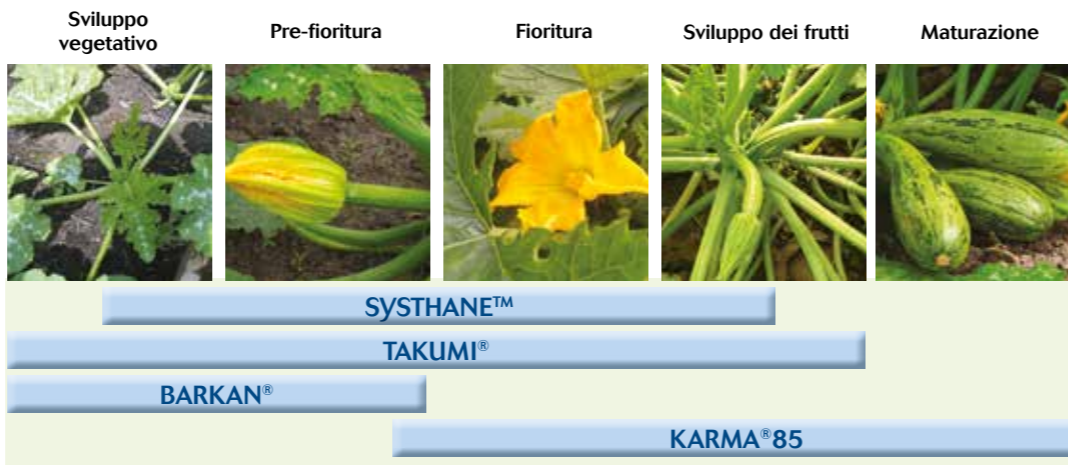 Sviluppo
vegetativo
Pre-fioritura
Fioritura
Sviluppo dei frutti
Maturazione
SYSTHANE™
TAKUMI®
BARKAN®
KARMA®85